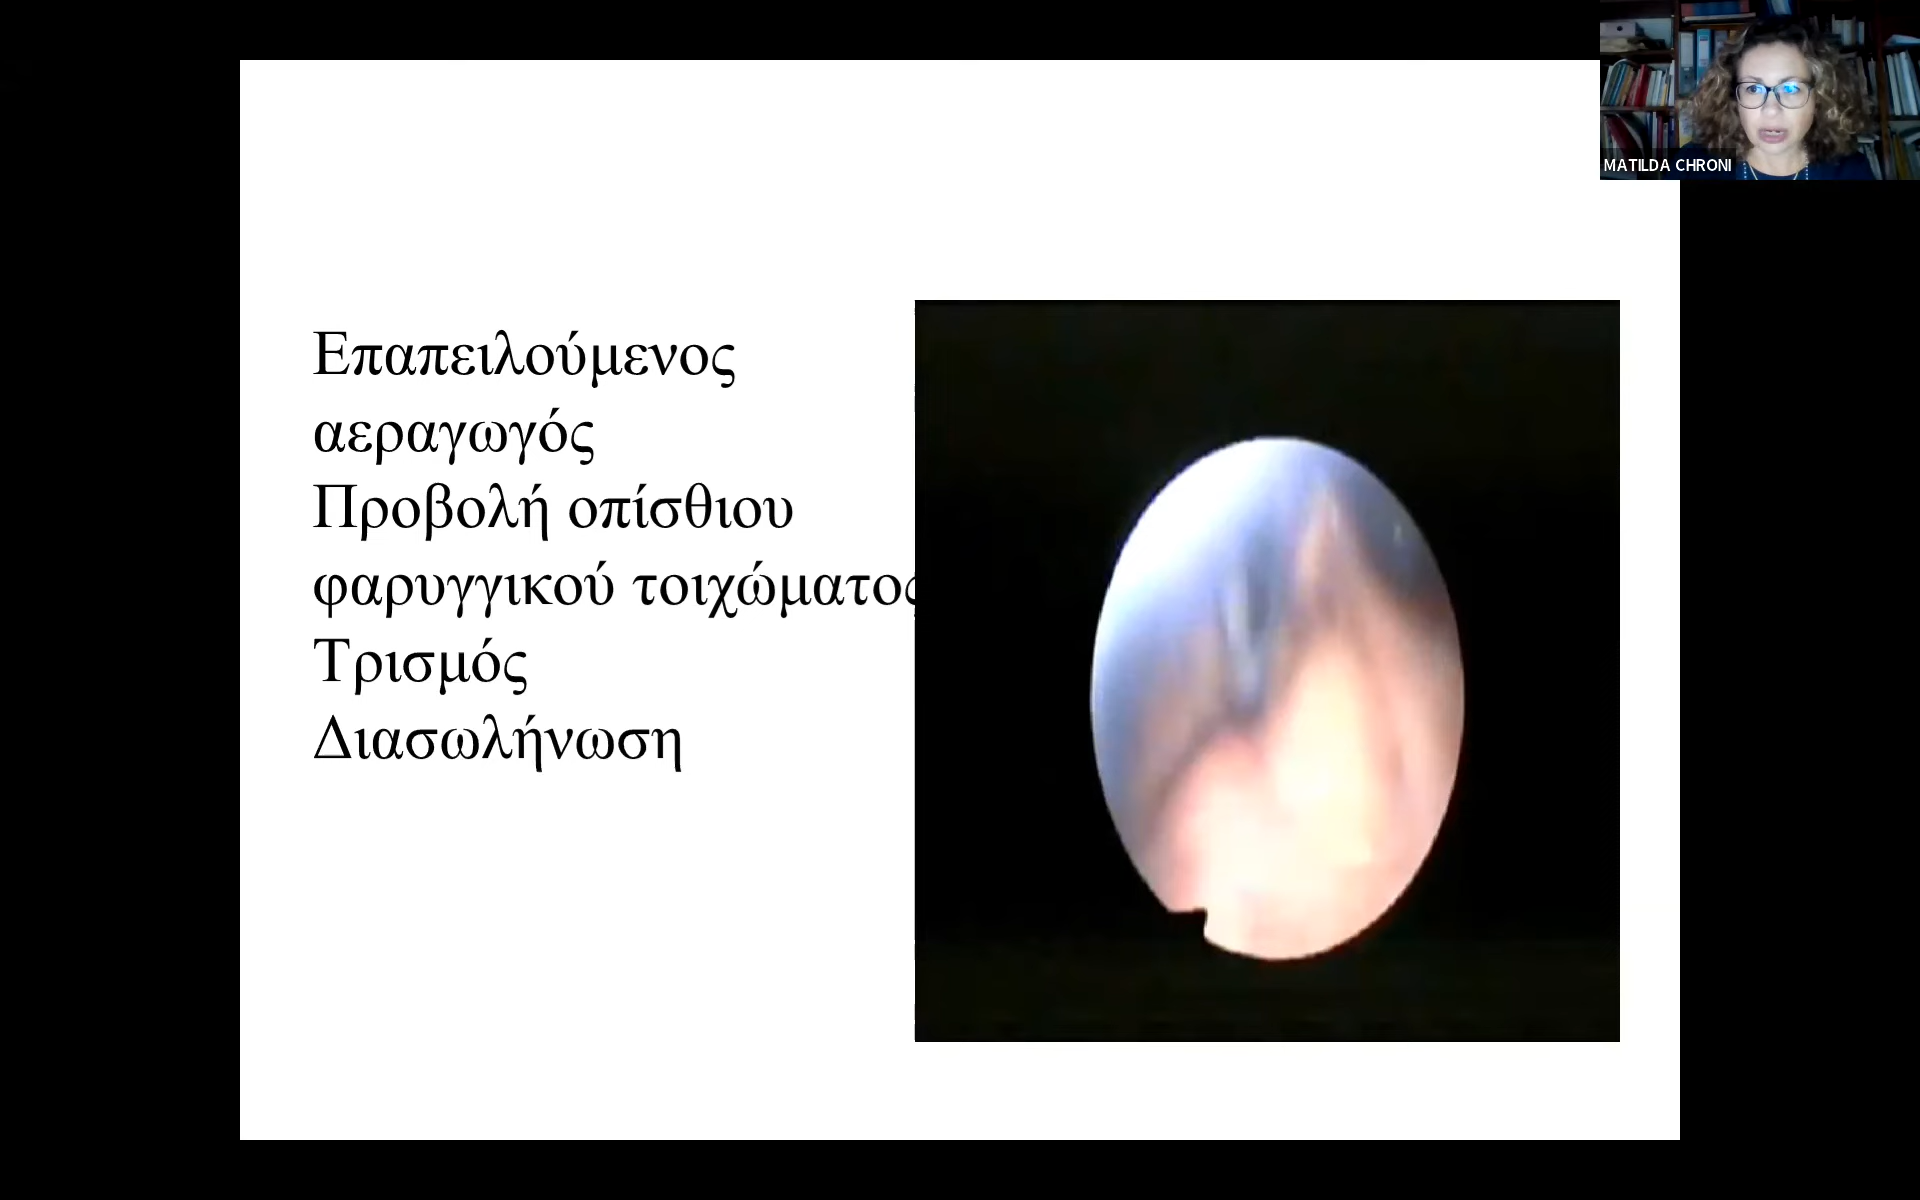 MATILDA CHRONI
Επαπειλούμενος
αεραγωγός
Προβολή οπίσθιου
φαρυγγικού τοιχώματος
Τρισμός
Διασωλήνωση